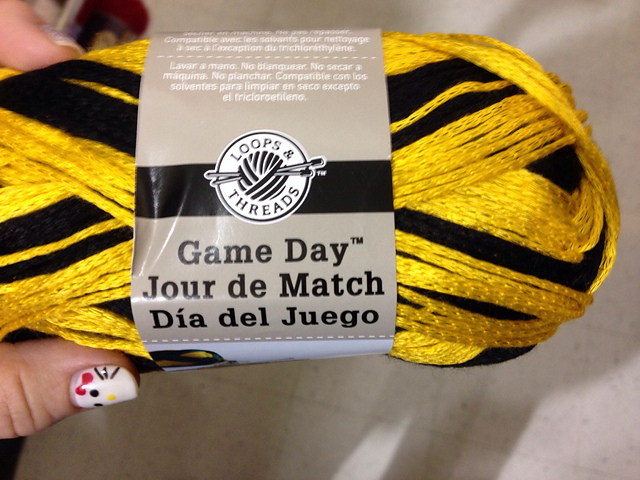 Compatible avec les solvants pour nettoyage
à sec à l'exception du trichloréthylène.
Lavar a mano. No blanquear. No secar a
máquina. No planchar. Compatible con los
solventes para limpiar en seco excepto
el tricloroetileno.
LOOPS &
THREADS™
Game Day™
Jour de Match
Día del Juego